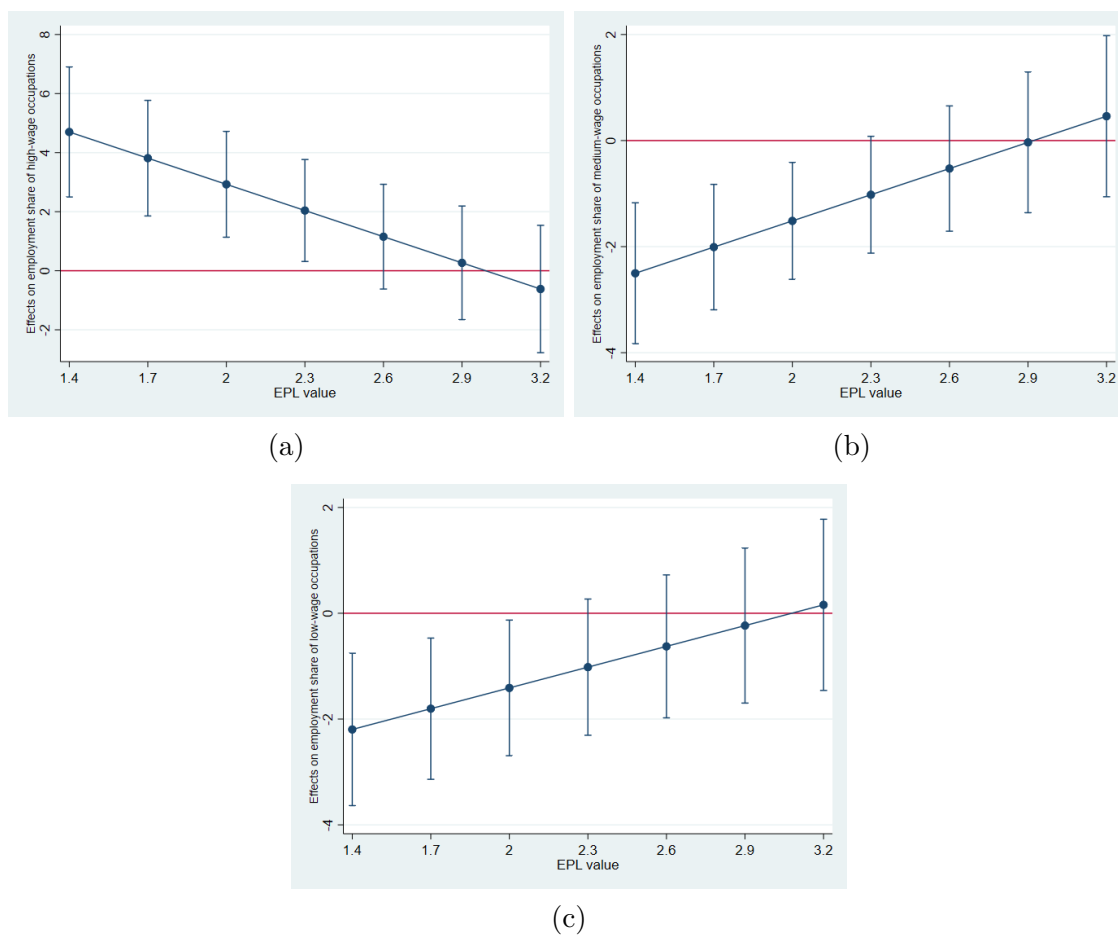 Effects on employment share of high-wage occupations
8
6
4
2
0
-2
1.4 1.7 2 2.3 2.6 2.9 3.2
EPL value
(a)
Effects on employment share of medium-wage occupations
2
0
-2
-4
1.4 1.7 2 2.3 2.6 2.9 3.2
EPL value
(b)
Effects on employment share of low-wage occupations
2
0
-2
-4
1.4 1.7 2 2.3 2.6 2.9 3.2
EPL value
(c)